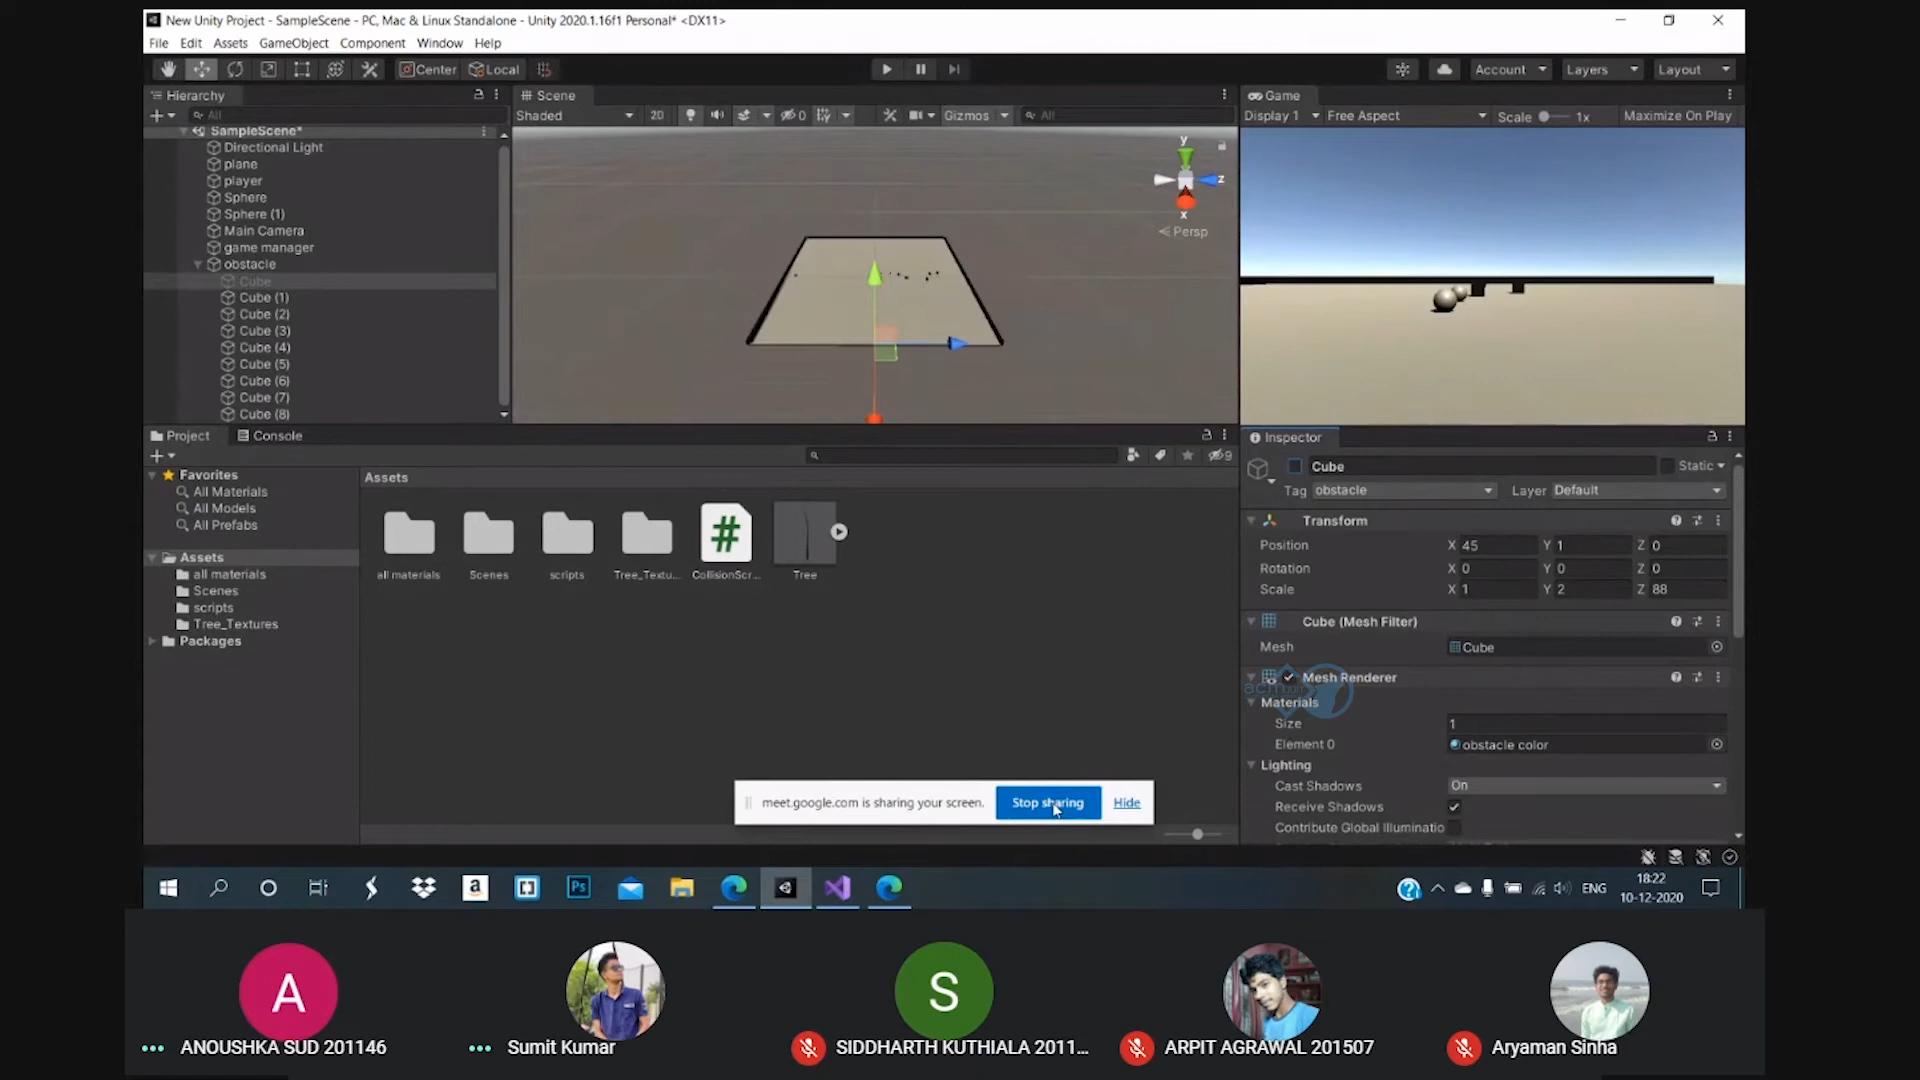 New Unity Project - SampleScene - PC, Mac & Linux Standalone - Unity 2020.1.16f1 Personal* <DX11>
File Edit Assets GameObject Component Window Help
Center Local Account Layers Layout
Hierarchy
All
SampleScene*
Directional Light
plane
player
Sphere
Sphere (1)
Main Camera
game manager
obstacle
Cube
Cube (1)
Cube (2)
Cube (3)
Cube (4)
Cube (5)
Cube (6)
Cube (7)
Cube (8)
Scene
Shaded 2D 0 Gizmos All
y
z
x
Persp
Game
Display 1 Free Aspect Scale 1x Maximize On Play
Project Console
9
Favorites
All Materials
All Models
All Prefabs
Assets
all materials
Scenes
scripts
Tree_Textures
Packages
Assets
all materials Scenes scripts Tree_Textu... CollisionScr... Tree
#
Inspector
Cube Static
Tag obstacle Layer Default
Transform
Position X 45 Y 1 Z 0
Rotation X 0 Y 0 Z 0
Scale X 1 Y 2 Z 88
Cube (Mesh Filter)
Mesh Cube
Mesh Renderer
Materials
Size 1
Element 0 obstacle color
Lighting
Cast Shadows On
Receive Shadows
Contribute Global Illuminatio
meet.google.com is sharing your screen. Stop sharing Hide
a Ps
ENG
18:22
10-12-2020
A
S
ANOUSHKA SUD 201146
Sumit Kumar
SIDDHARTH KUTHIALA 2011...
ARPIT AGRAWAL 201507
Aryaman Sinha